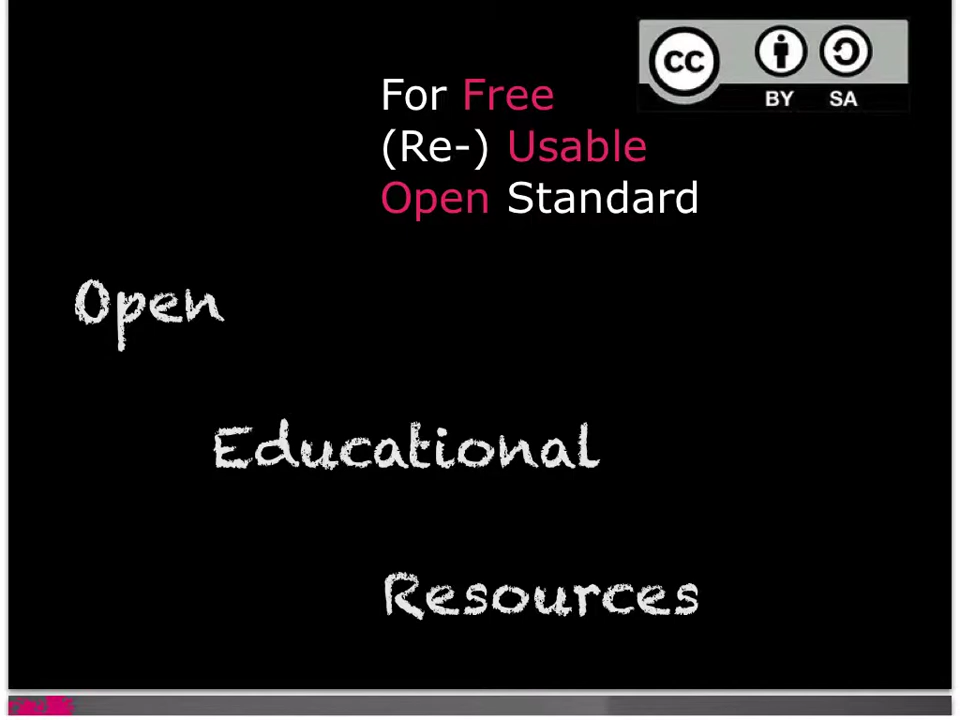 For Free
(Re-) Usable
Open Standard
CC
BY SA
Open
Educational
Resources